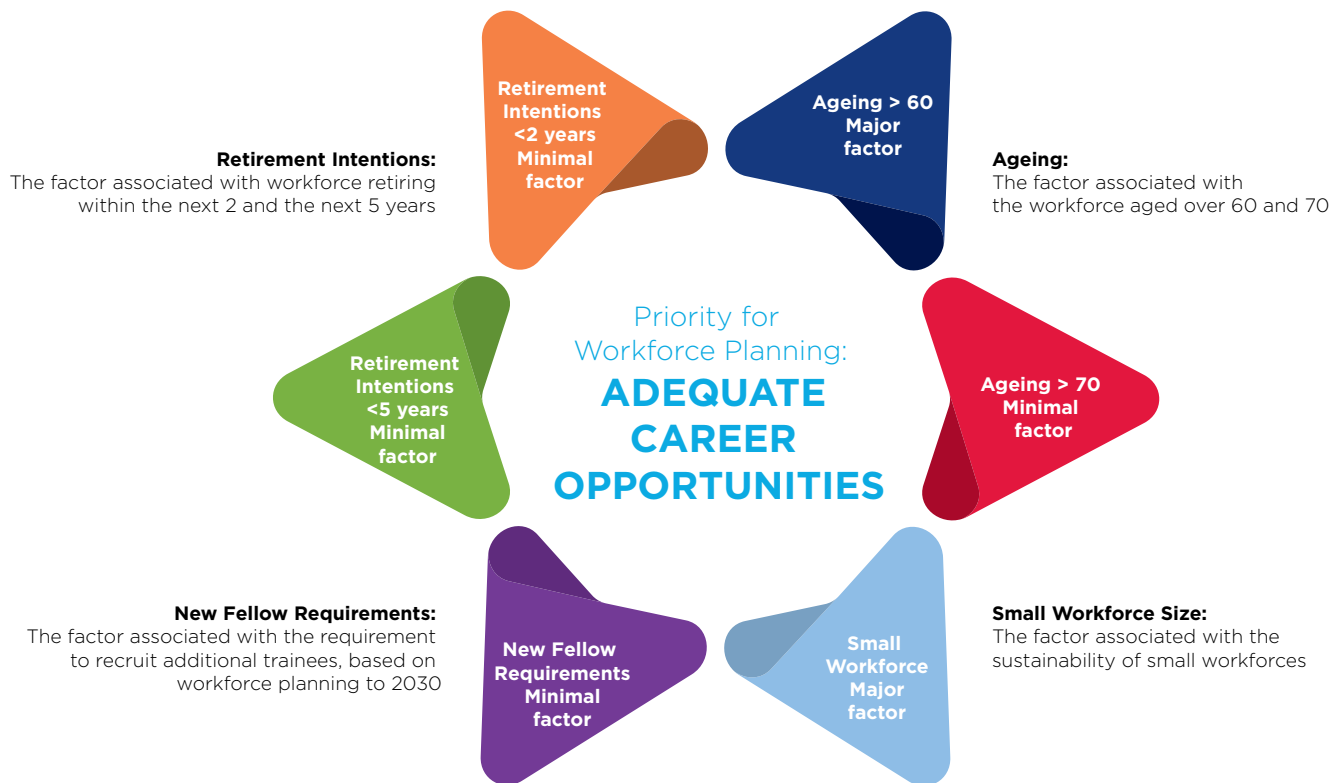 Retirement
Intentions
<2 years
Minimal
factor
Ageing > 60
Major
factor
Retirement Intentions:
The factor associated with workforce retiring
within the next 2 and the next 5 years
Ageing:
The factor associated with
the workforce aged over 60 and 70
Priority for
Workforce Planning:
ADEQUATE
CAREER
OPPORTUNITIES
Retirement
Intentions
<5 years
Minimal
factor
Ageing > 70
Minimal
factor
New Fellow Requirements:
The factor associated with the requirement
to recruit additional trainees, based on
workforce planning to 2030
New Fellow
Requirements
Minimal
factor
Small
Workforce
Major
factor
Small Workforce Size:
The factor associated with the
sustainability of small workforces